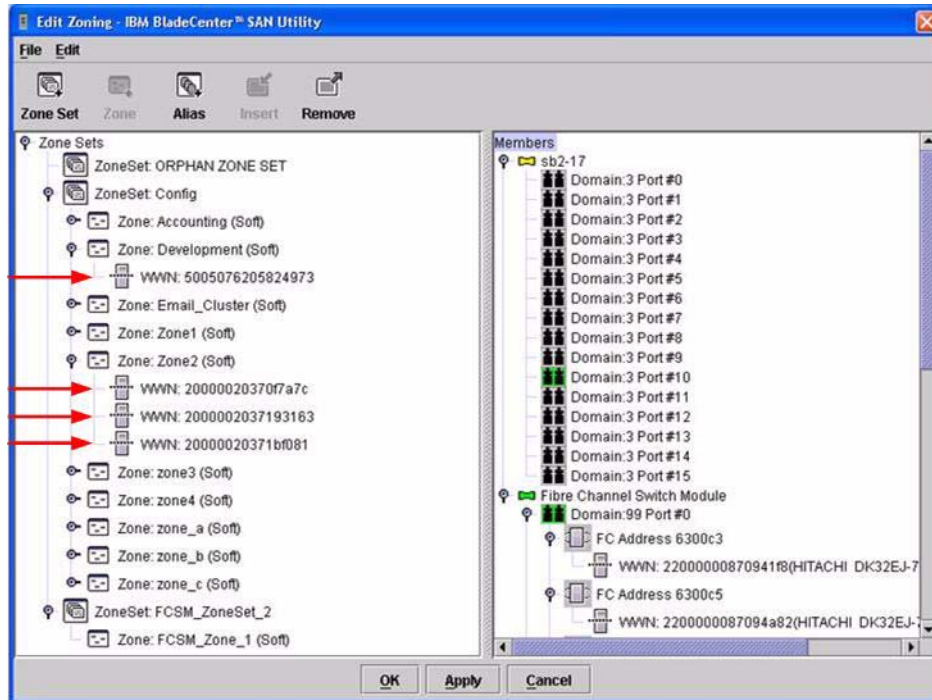 Edit Zoning - IBM BladeCenter™ SAN Utility
File Edit
Zone Set Zone Alias Insert Remove
Zone Sets
ZoneSet: ORPHAN ZONE SET
ZoneSet: Config
Zone: Accounting (Soft)
Zone: Development (Soft)
WWN: 5005076205824973
Zone: Email_Cluster (Soft)
Zone: Zone1 (Soft)
Zone: Zone2 (Soft)
WWN: 20000020370f7a7c
WWN: 2000002037193163
WWN: 20000020371bf081
Zone: zone3 (Soft)
Zone: zone4 (Soft)
Zone: zone_a (Soft)
Zone: zone_b (Soft)
Zone: zone_c (Soft)
ZoneSet: FCSM_ZoneSet_2
Zone: FCSM_Zone_1 (Soft)
Members
sb2-17
Domain:3 Port #0
Domain:3 Port #1
Domain:3 Port #2
Domain:3 Port #3
Domain:3 Port #4
Domain:3 Port #5
Domain:3 Port #6
Domain:3 Port #7
Domain:3 Port #8
Domain:3 Port #9
Domain:3 Port #10
Domain:3 Port #11
Domain:3 Port #12
Domain:3 Port #13
Domain:3 Port #14
Domain:3 Port #15
Fibre Channel Switch Module
Domain:99 Port #0
FC Address 6300c3
WWN: 22000000870941f8(HITACHI DK32EJ-7
FC Address 6300c5
WWN: 2200000087094a82(HITACHI DK32EJ-7
OK Apply Cancel